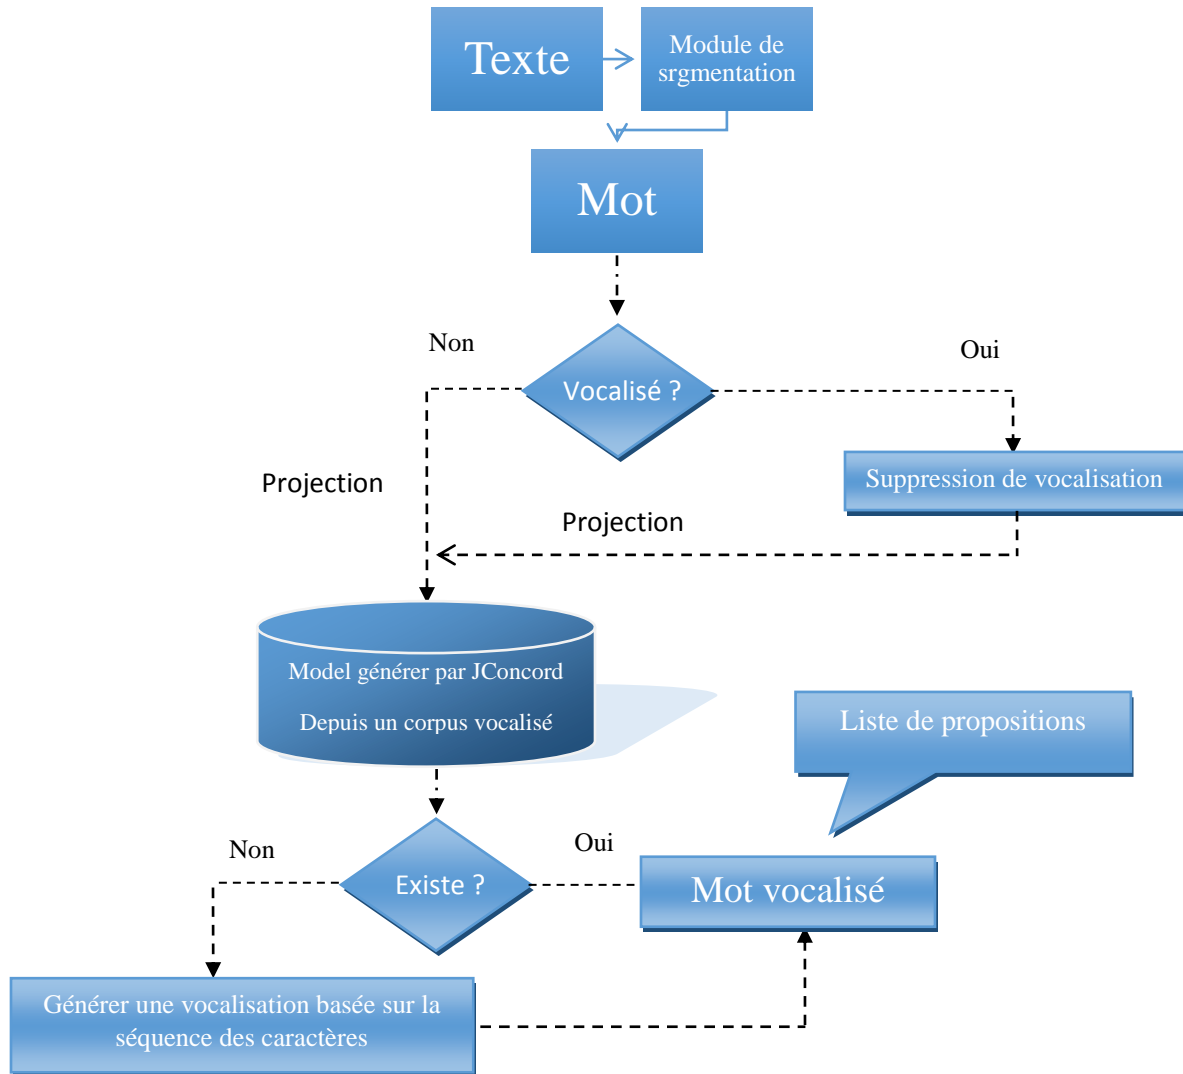 Texte
Module de
srgmentation
Mot
Non
Oui
Vocalisé ?
Suppression de vocalisation
Projection
Projection
Model générer par JConcord
Depuis un corpus vocalisé
Liste de propositions
Non
Oui
Existe ?
Mot vocalisé
Générer une vocalisation basée sur la
séquence des caractères